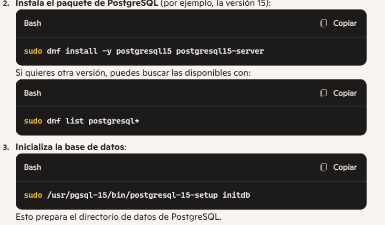 2. Instala el paquete de PostgreSQL (por ejemplo, la versión 15):
Bash Copiar
sudo dnf install -y postgresql15 postgresql15-server
Si quieres otra versión, puedes buscar las disponibles con:
Bash Copiar
sudo dnf list postgresql*
3. Inicializa la base de datos:
Bash Copiar
sudo /usr/pgsql-15/bin/postgresql-15-setup initdb
Esto prepara el directorio de datos de PostgreSQL.